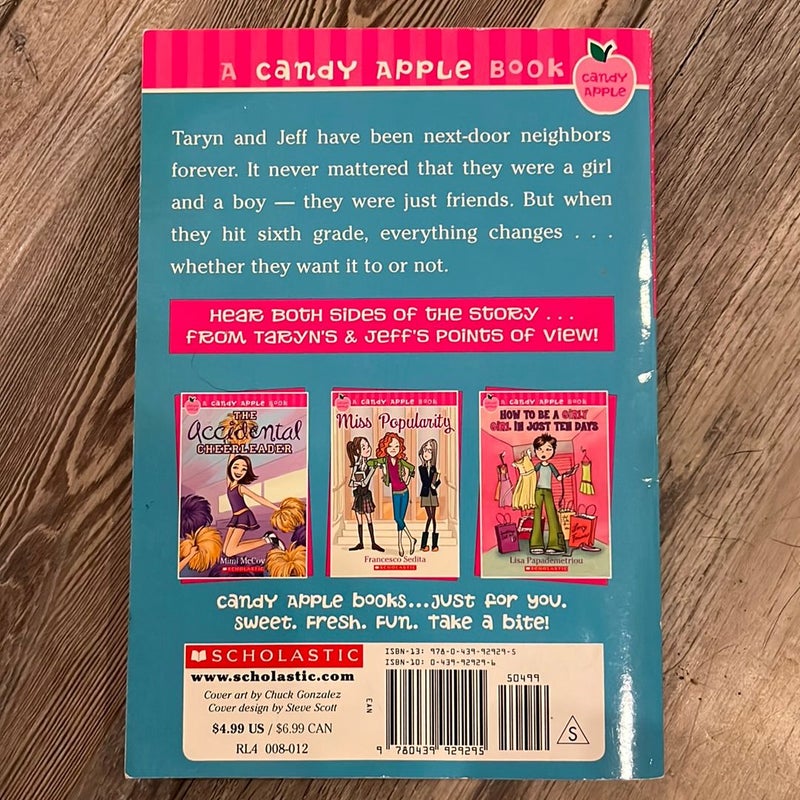 A candy Apple Book
candy
Apple
Taryn and Jeff have been next-door neighbors
forever. It never mattered that they were a girl
and a boy — they were just friends. But when
they hit sixth grade, everything changes . . .
whether they want it to or not.
Hear both sides of the story . . .
from Taryn's & Jeff's points of view!
A candy Apple Book
THE
Accidental
CHEERLEADER
Mimi McCoy
SCHOLASTIC
A candy Apple Book
Miss Popularity
Francesco Sedita
SCHOLASTIC
A candy Apple Book
HOW TO BE A GIRLY
GIRL IN JUST TEN DAYS
Lisa Papademetriou
SCHOLASTIC
candy Apple books...just for you.
sweet. Fresh. Fun. Take a bite!
SCHOLASTIC
www.scholastic.com
Cover art by Chuck Gonzalez
Cover design by Steve Scott
$4.99 US / $6.99 CAN
RL4 008-012
ISBN-13: 978-0-439-92929-5
ISBN-10: 0-439-92929-6
50499
EAN
9 780439 929295
S